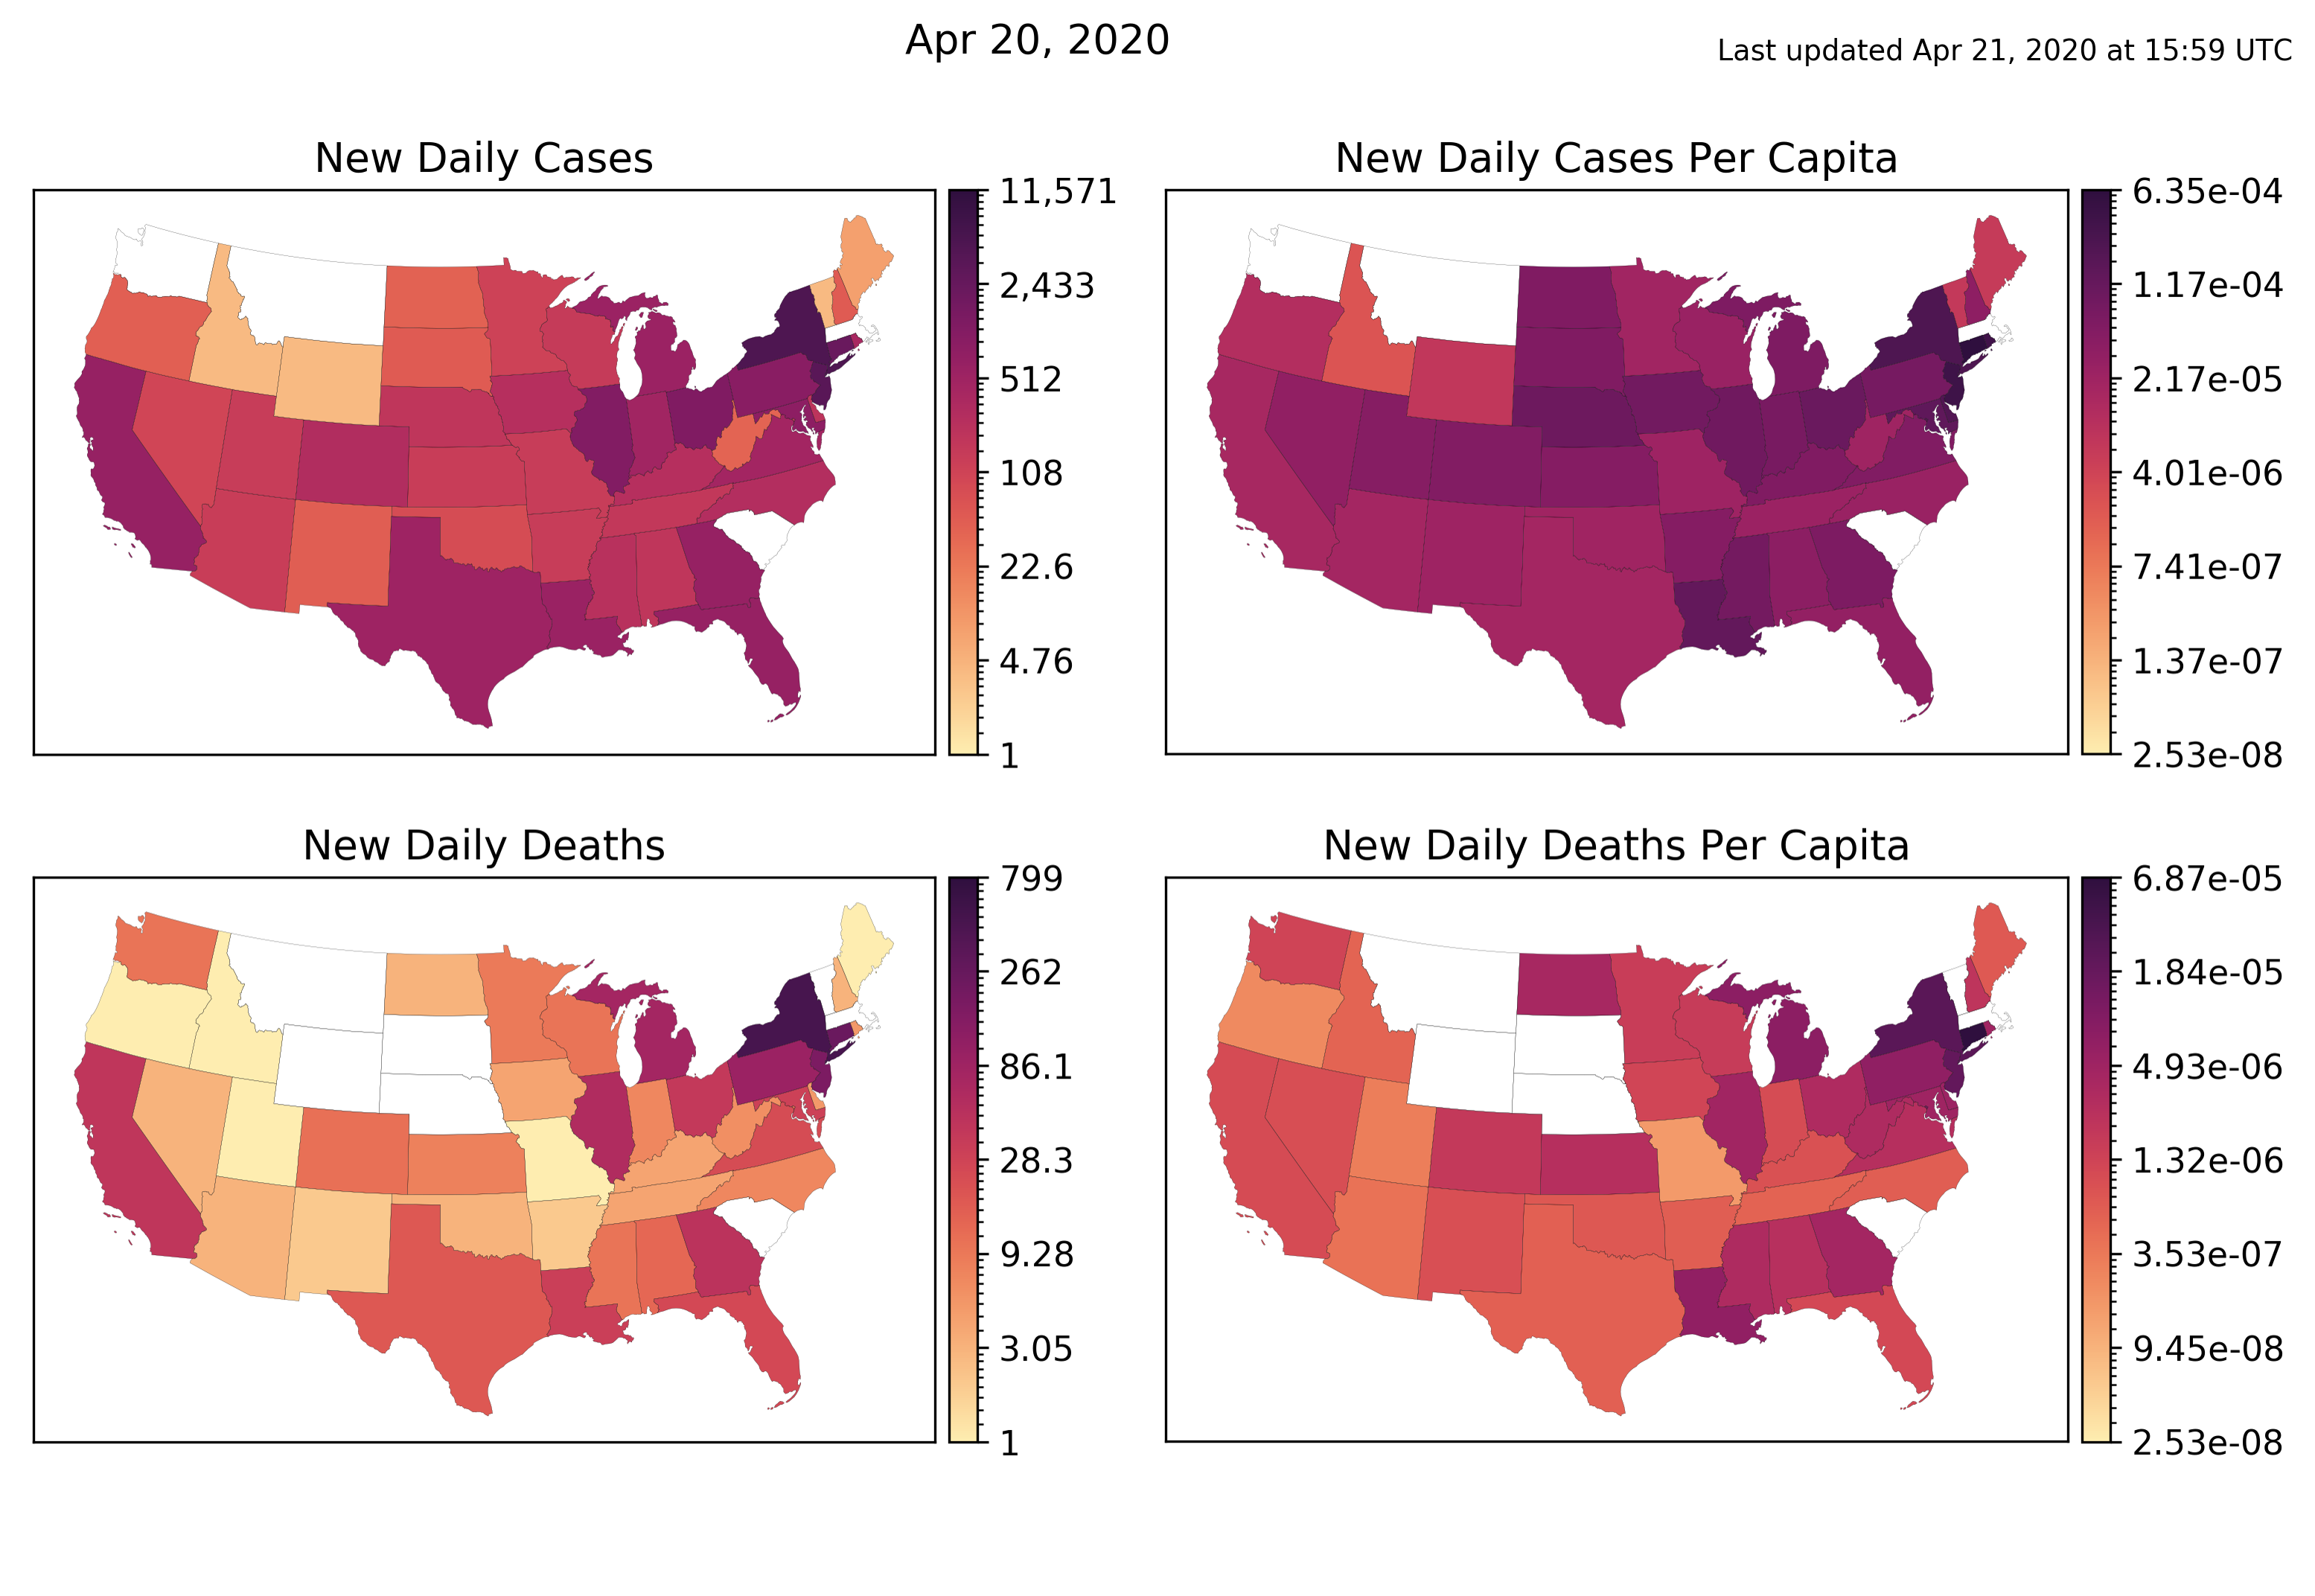 Apr 20, 2020
Last updated Apr 21, 2020 at 15:59 UTC
New Daily Cases
11,571
2,433
512
108
22.6
4.76
1
New Daily Cases Per Capita
6.35e-04
1.17e-04
2.17e-05
4.01e-06
7.41e-07
1.37e-07
2.53e-08
New Daily Deaths
799
262
86.1
28.3
9.28
3.05
1
New Daily Deaths Per Capita
6.87e-05
1.84e-05
4.93e-06
1.32e-06
3.53e-07
9.45e-08
2.53e-08